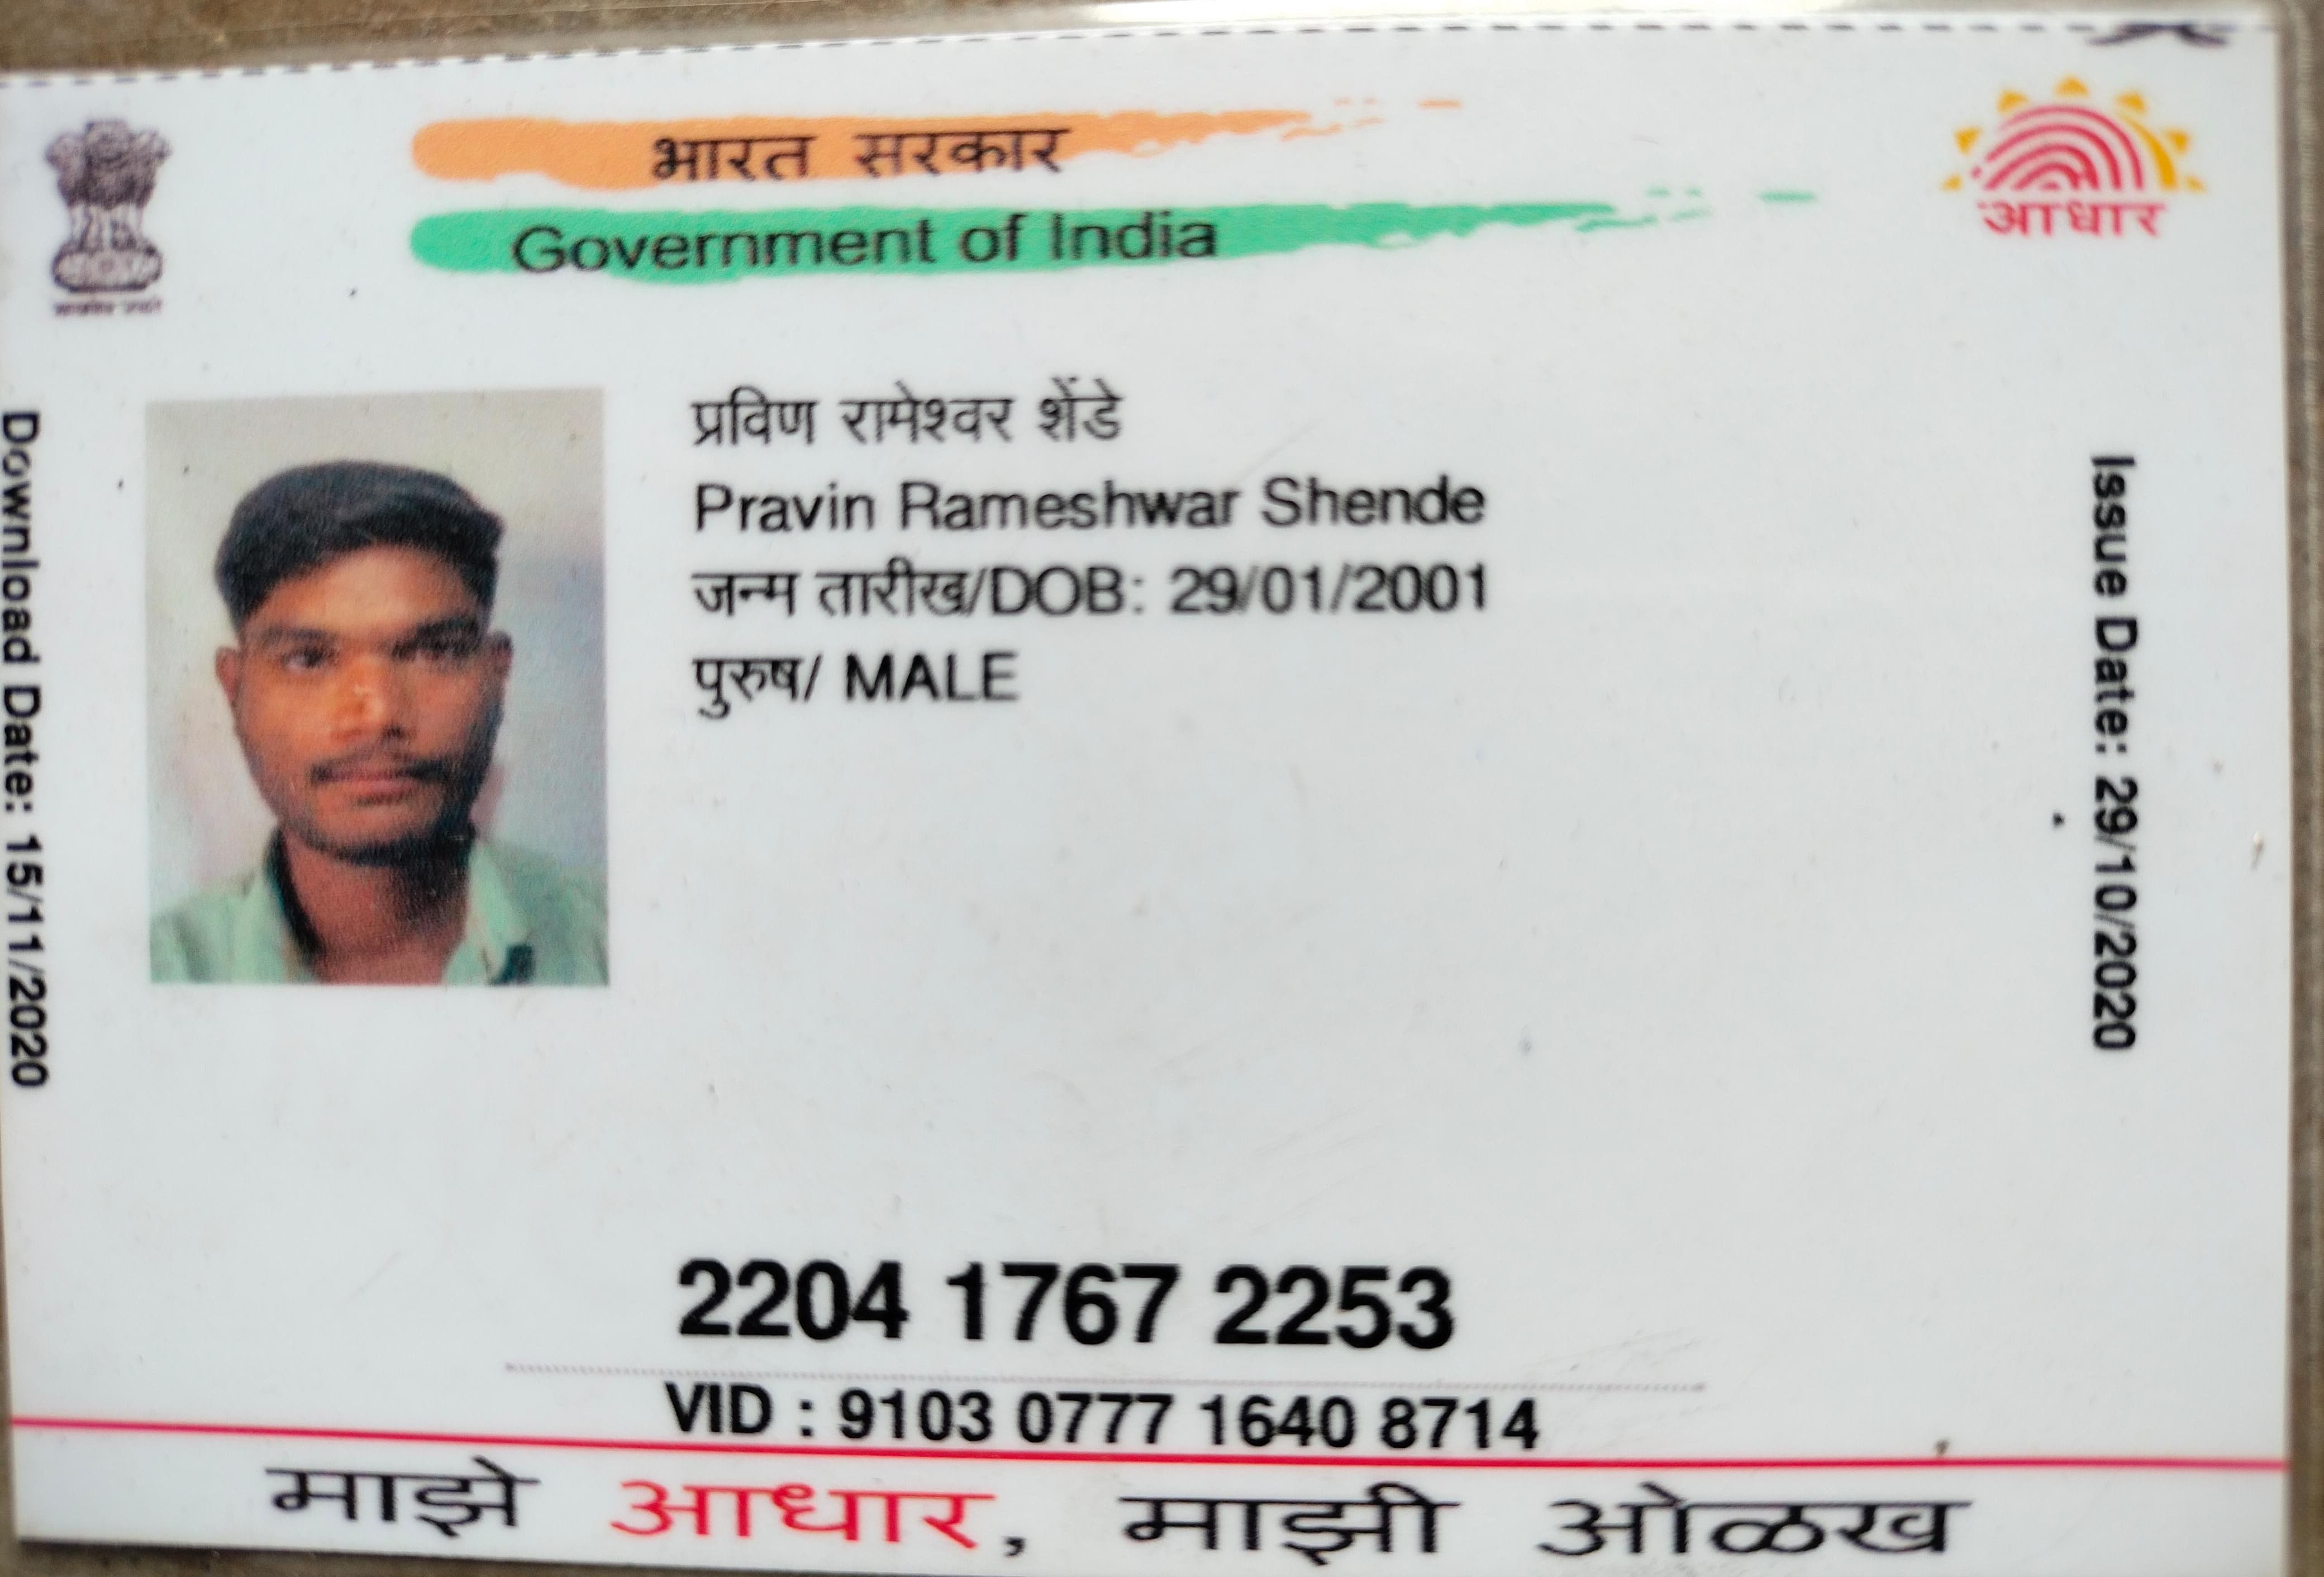 भारत सरकार
Government of India
आधार
प्रविण रामेश्वर शेंडे
Pravin Rameshwar Shende
जन्म तारीख/DOB: 29/01/2001
पुरुष/ MALE
Download Date: 15/11/2020
Issue Date: 29/10/2020
2204 1767 2253
VID : 9103 0777 1640 8714
माझे आधार, माझी ओळख